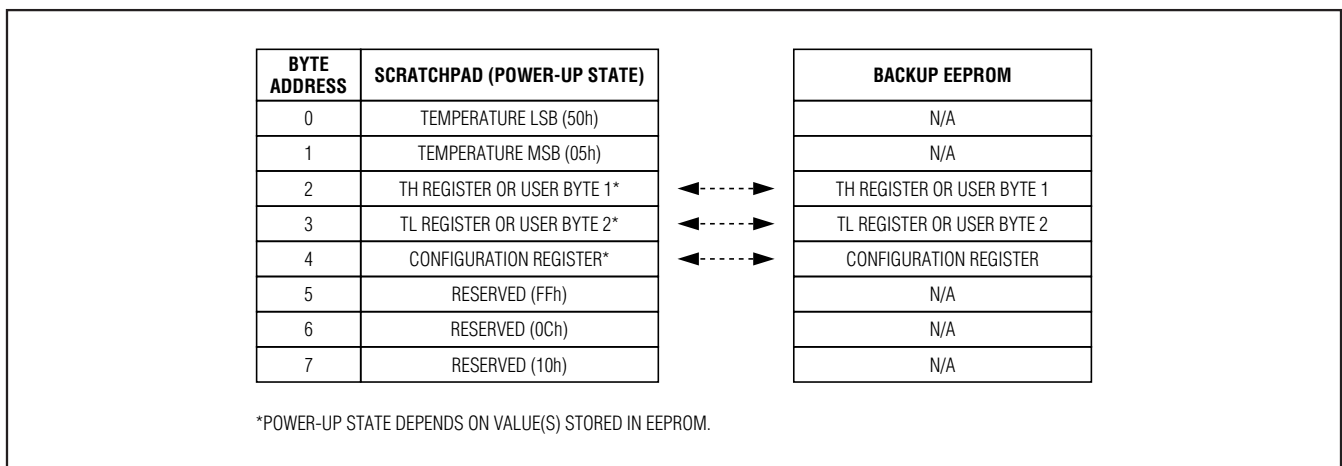 BYTE ADDRESS SCRATCHPAD (POWER-UP STATE) BACKUP EEPROM
0 TEMPERATURE LSB (50h) N/A
1 TEMPERATURE MSB (05h) N/A
2 TH REGISTER OR USER BYTE 1* TH REGISTER OR USER BYTE 1
3 TL REGISTER OR USER BYTE 2* TL REGISTER OR USER BYTE 2
4 CONFIGURATION REGISTER* CONFIGURATION REGISTER
5 RESERVED (FFh) N/A
6 RESERVED (0Ch) N/A
7 RESERVED (10h) N/A
*POWER-UP STATE DEPENDS ON VALUE(S) STORED IN EEPROM.